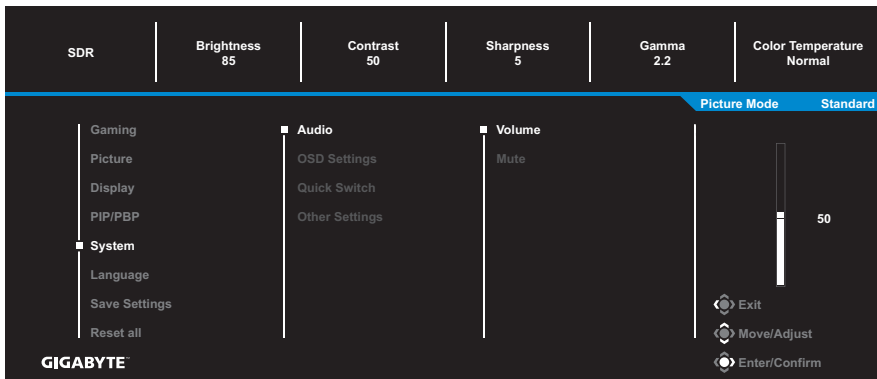 SDR
Brightness
85
Contrast
50
Sharpness
5
Gamma
2.2
Color Temperature
Normal
Picture Mode Standard
Gaming
Picture
Display
PIP/PBP
System
Language
Save Settings
Reset all
Audio
OSD Settings
Quick Switch
Other Settings
Volume
Mute
50
Exit
Move/Adjust
Enter/Confirm
GIGABYTE™